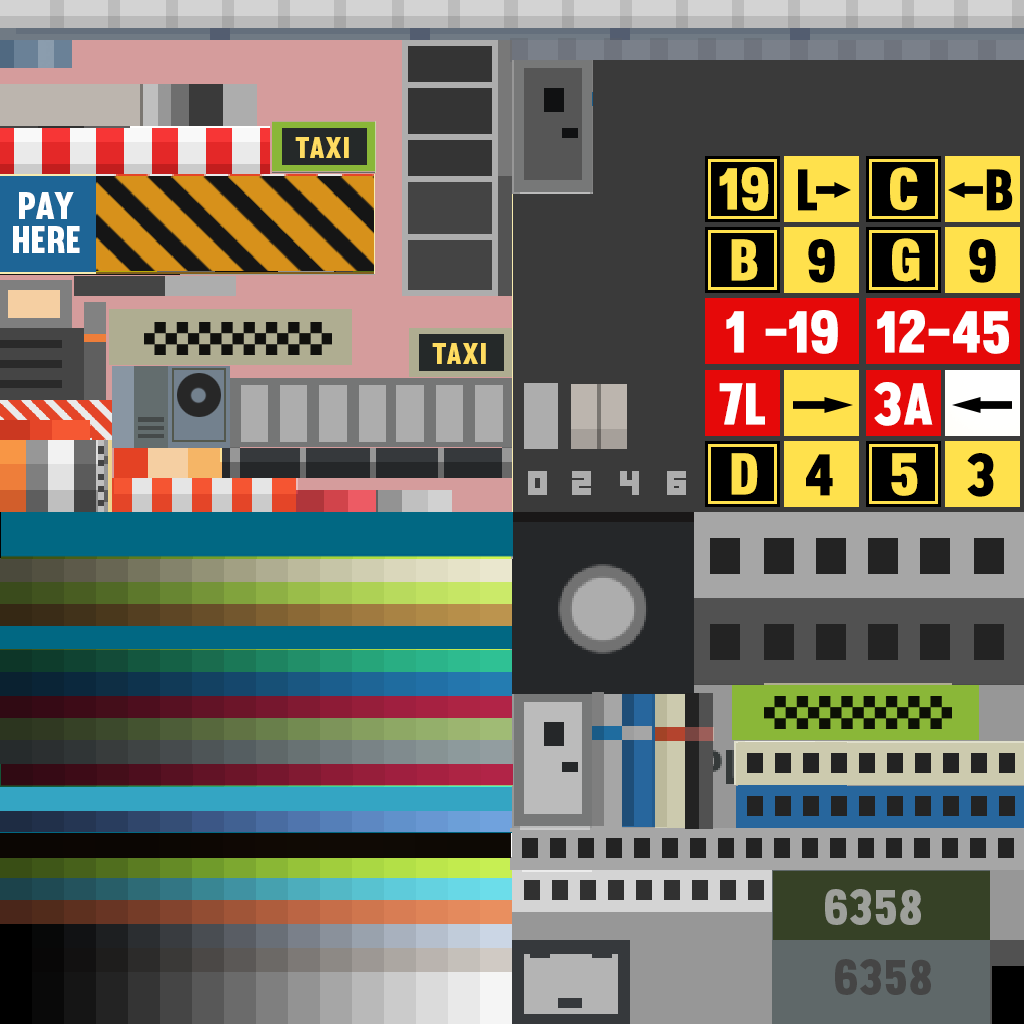 TAXI
PAY
HERE
TAXI
19 L→ C ←B
B 9 G 9
1 -19 12-45
7L → 3A ←
D 4 5 3
0 2 4 6
6358
6358